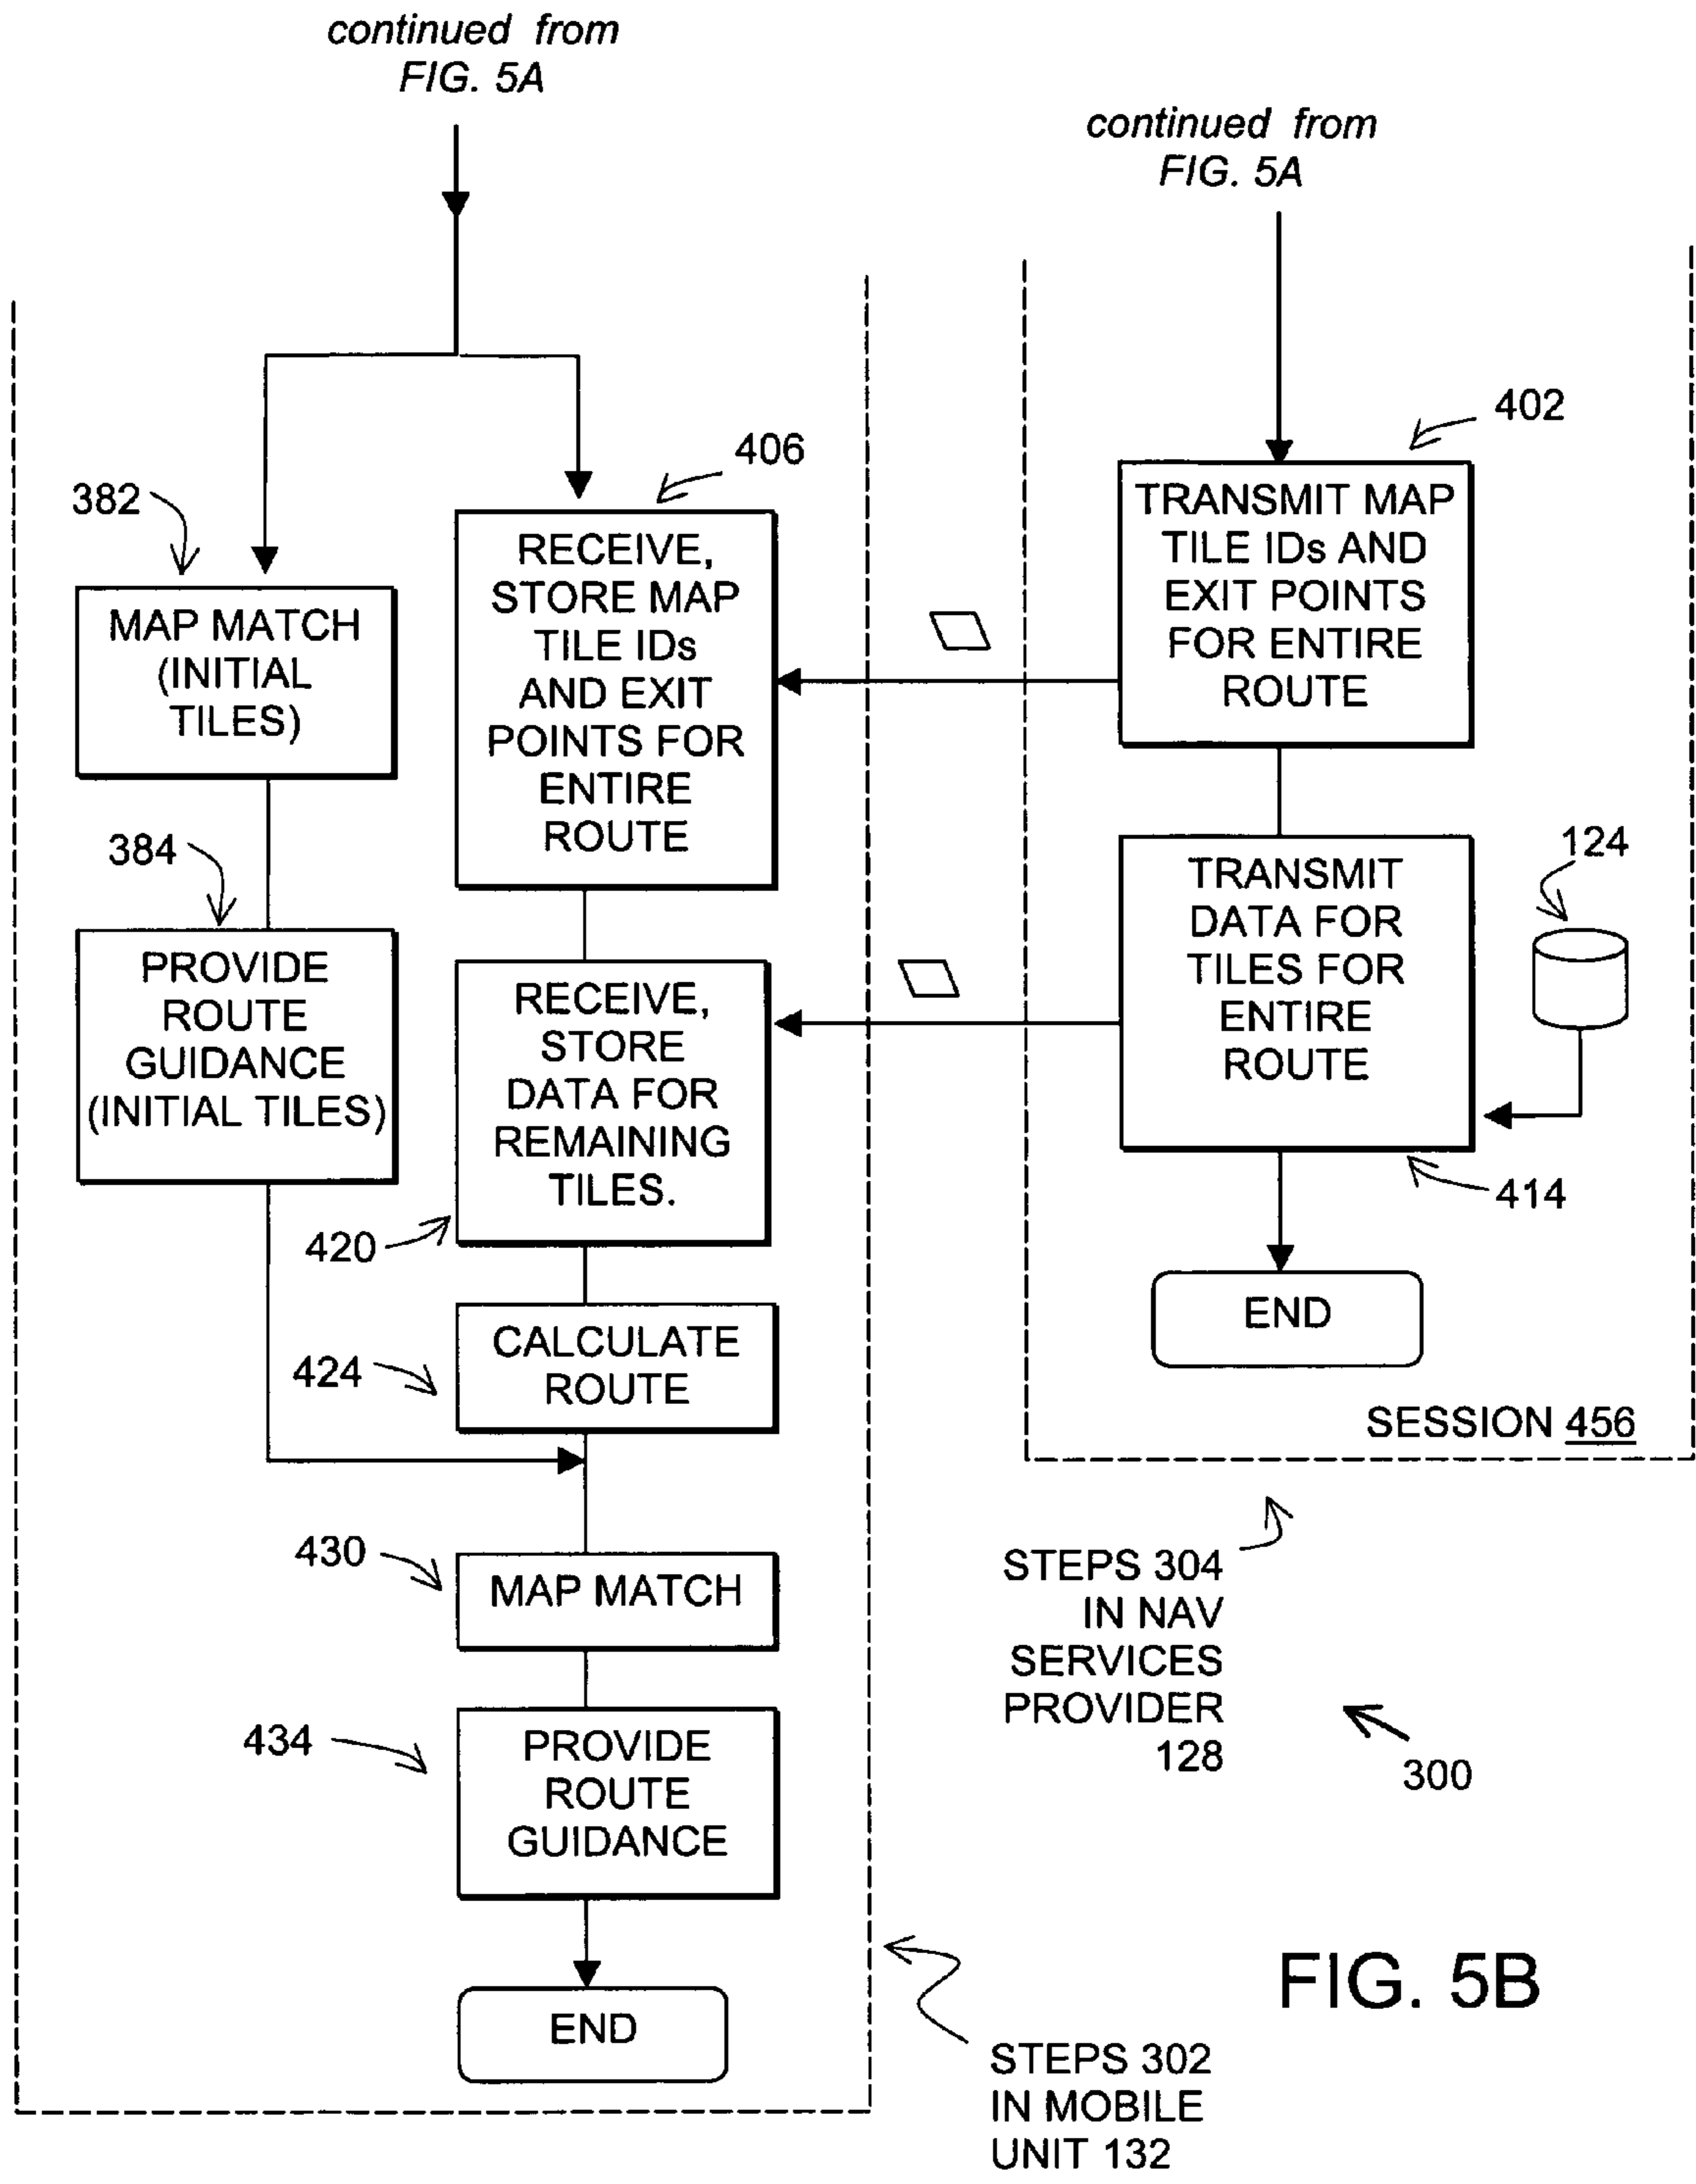 continued from
FIG. 5A
continued from
FIG. 5A
402
406
382
TRANSMIT MAP
TILE IDs AND
EXIT POINTS
FOR ENTIRE
ROUTE
RECEIVE,
STORE MAP
TILE IDs
AND EXIT
POINTS FOR
ENTIRE
ROUTE
MAP MATCH
(INITIAL
TILES)
384
124
TRANSMIT
DATA FOR
TILES FOR
ENTIRE
ROUTE
PROVIDE
ROUTE
GUIDANCE
(INITIAL TILES)
RECEIVE,
STORE
DATA FOR
REMAINING
TILES.
414
420
END
CALCULATE
ROUTE
424
SESSION 456
430
MAP MATCH
STEPS 304
IN NAV
SERVICES
PROVIDER
128
300
434
PROVIDE
ROUTE
GUIDANCE
END
FIG. 5B
STEPS 302
IN MOBILE
UNIT 132